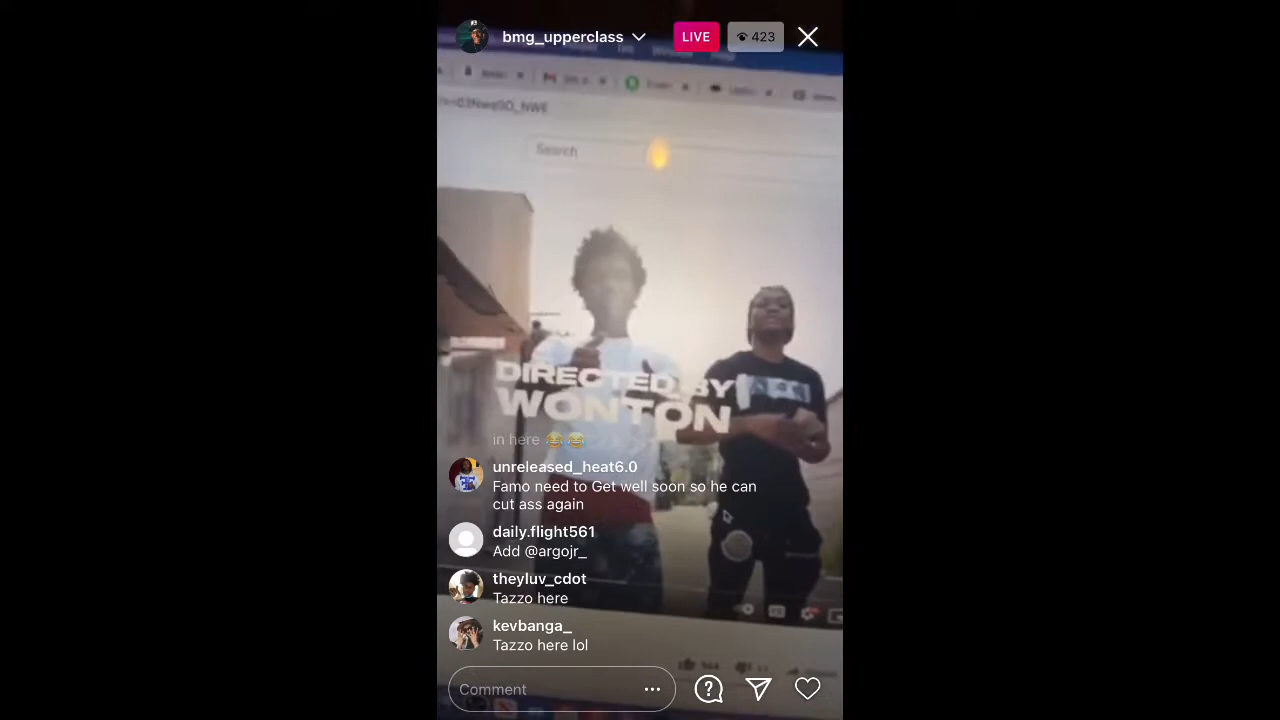 bmg_upperclass
LIVE
423
Search
DIRECTED BY
WONTON
in here 😂 😂
unreleased_heat6.0
Famo need to Get well soon so he can
cut ass again
daily.flight561
Add @argojr_
theyluv_cdot
Tazzo here
kevbanga_
Tazzo here lol
Comment